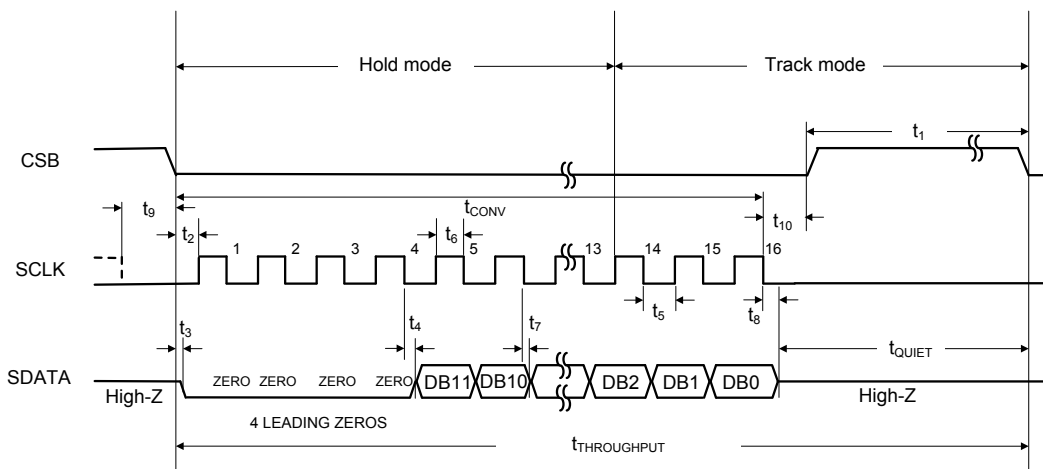 Hold mode
Track mode
t1
CSB
tCONV
t9
t10
t2
t6
1 2 3 4 5 13 14 15 16
SCLK
t5
t8
t3
t4
t7
tQUIET
SDATA
ZERO ZERO ZERO ZERO DB11 DB10 DB2 DB1 DB0
High-Z
High-Z
4 LEADING ZEROS
tTHROUGHPUT